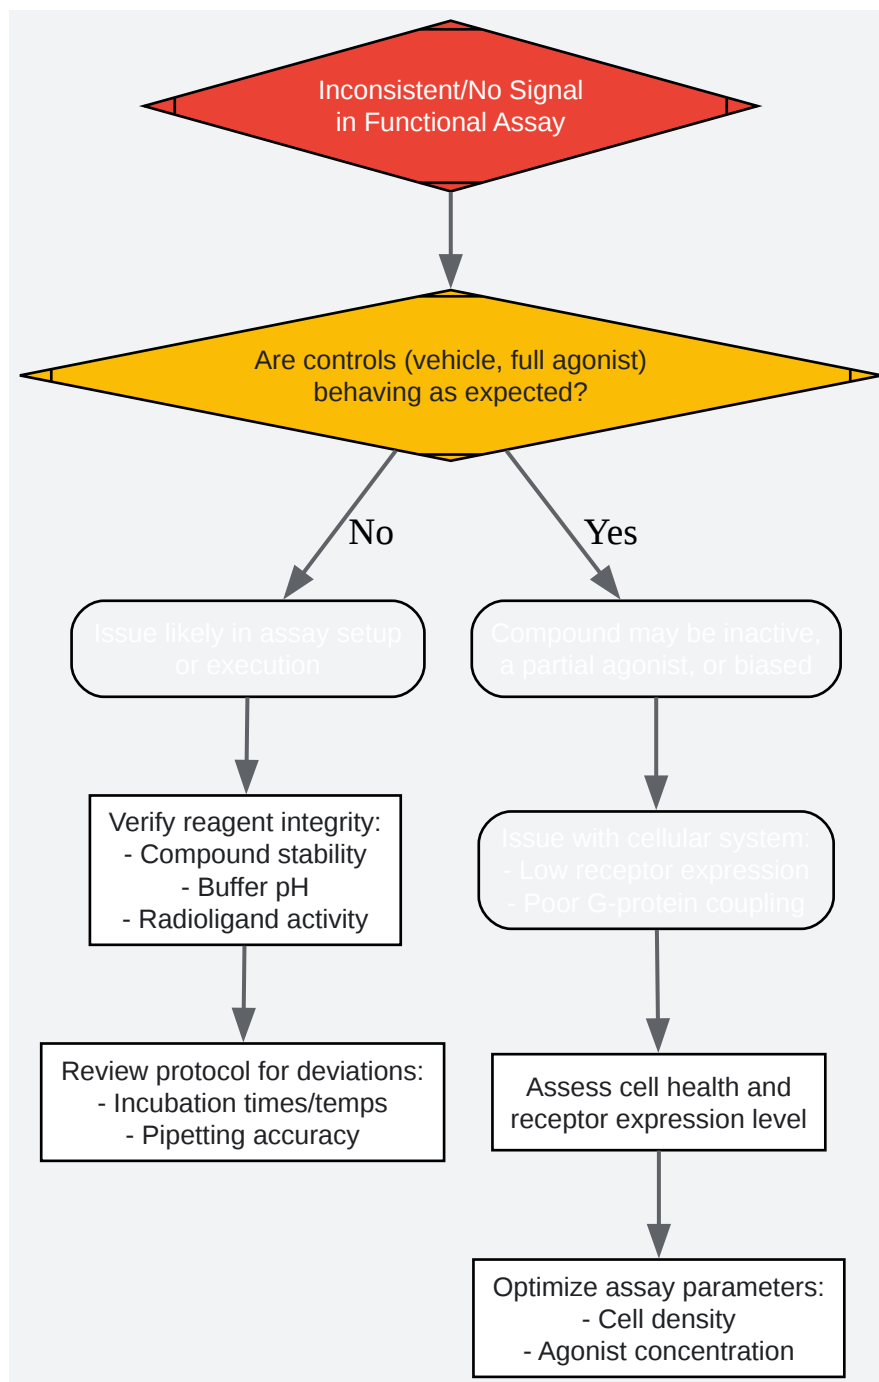 Inconsistent/No Signal
in Functional Assay
Are controls (vehicle, full agonist)
behaving as expected?
No
Yes
Issue likely in assay setup
or execution
Compound may be inactive,
a partial agonist, or biased
Verify reagent integrity:
- Compound stability
- Buffer pH
- Radioligand activity
Issue with cellular system:
- Low receptor expression
- Poor G-protein coupling
Review protocol for deviations:
- Incubation times/temps
- Pipetting accuracy
Assess cell health and
receptor expression level
Optimize assay parameters:
- Cell density
- Agonist concentration